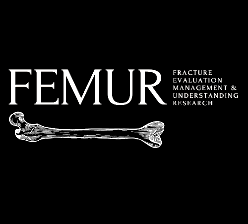 FEMUR
FRACTURE
EVALUATION
MANAGEMENT &
UNDERSTANDING
RESEARCH